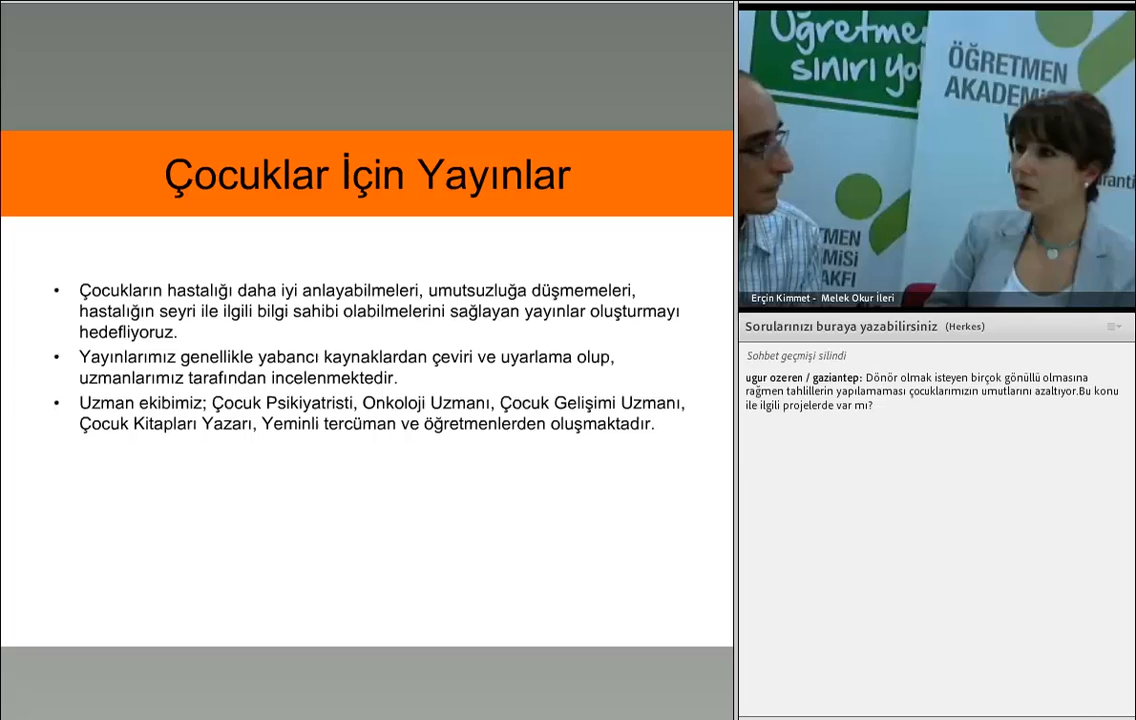 Çocuklar İçin Yayınlar
• Çocukların hastalığı daha iyi anlayabilmeleri, umutsuzluğa düşmemeleri,
hastalığın seyri ile ilgili bilgi sahibi olabilmelerini sağlayan yayınlar oluşturmayı
hedefliyoruz.
• Yayınlarımız genellikle yabancı kaynaklardan çeviri ve uyarlama olup,
uzmanlarımız tarafından incelenmektedir.
• Uzman ekibimiz; Çocuk Psikiyatristi, Onkoloji Uzmanı, Çocuk Gelişimi Uzmanı,
Çocuk Kitapları Yazarı, Yeminli tercüman ve öğretmenlerden oluşmaktadır.
Öğretme
sınırı yo
ÖĞRETMEN
AKADEMİS
V
aranti
TMEN
MİSİ
AKFI
Erçin Kimmet - Melek Okur İleri
Sorularınızı buraya yazabilirsiniz (Herkes)
Sohbet geçmişi silindi
ugur ozeren / gaziantep: Dönör olmak isteyen birçok gönüllü olmasına
rağmen tahlillerin yapılamaması çocuklarımızın umutlarını azaltıyor.Bu konu
ile ilgili projelerde var mı?